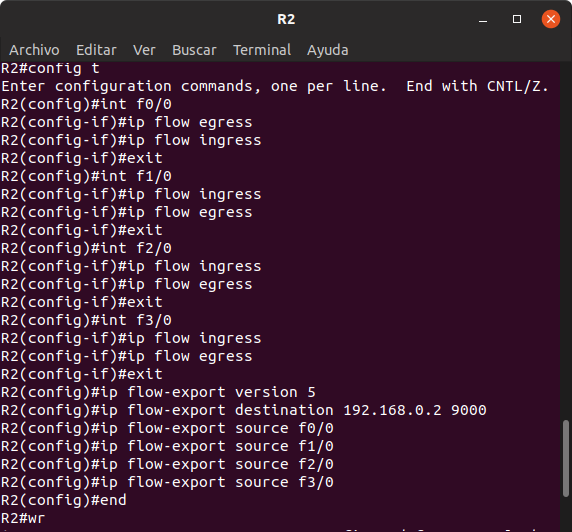 R2
Archivo Editar Ver Buscar Terminal Ayuda
R2#config t
Enter configuration commands, one per line.  End with CNTL/Z.
R2(config)#int f0/0
R2(config-if)#ip flow egress
R2(config-if)#ip flow ingress
R2(config-if)#exit
R2(config)#int f1/0
R2(config-if)#ip flow ingress
R2(config-if)#ip flow egress
R2(config-if)#exit
R2(config)#int f2/0
R2(config-if)#ip flow ingress
R2(config-if)#ip flow egress
R2(config-if)#exit
R2(config)#int f3/0
R2(config-if)#ip flow ingress
R2(config-if)#ip flow egress
R2(config-if)#exit
R2(config)#ip flow-export version 5
R2(config)#ip flow-export destination 192.168.0.2 9000
R2(config)#ip flow-export source f0/0
R2(config)#ip flow-export source f1/0
R2(config)#ip flow-export source f2/0
R2(config)#ip flow-export source f3/0
R2(config)#end
R2#wr